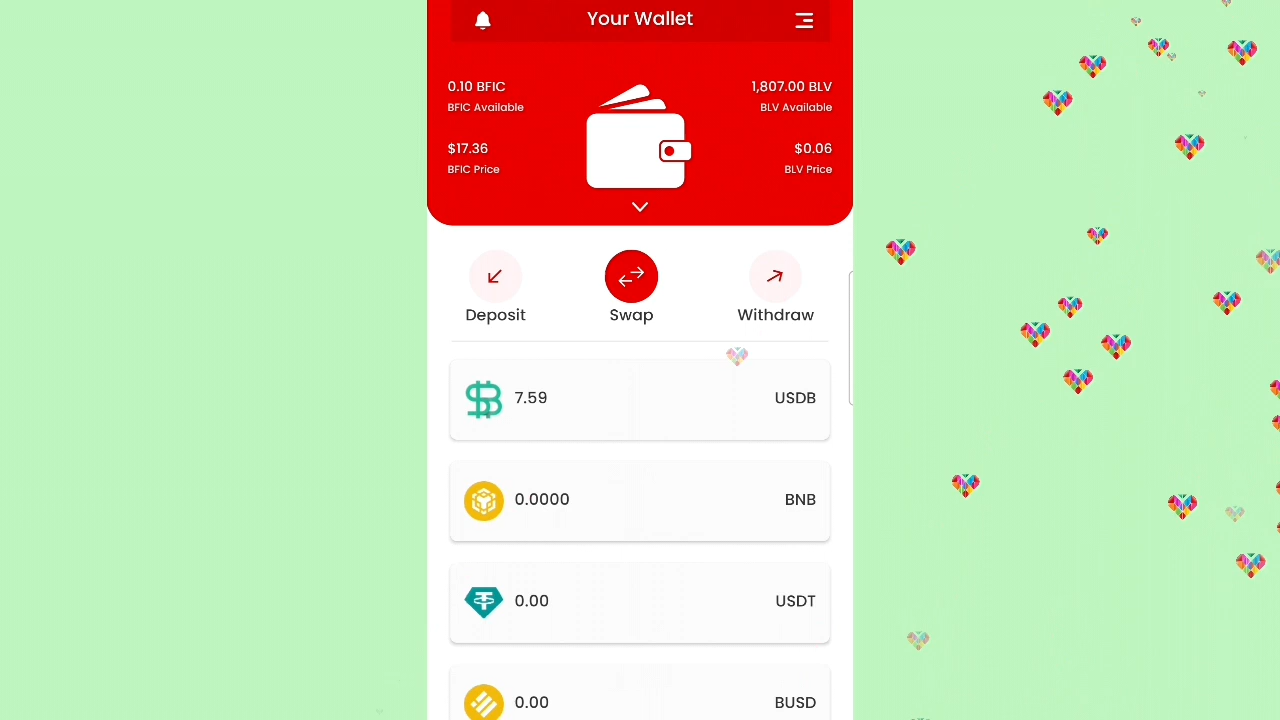 Your Wallet
0.10 BFIC
BFIC Available
1,807.00 BLV
BLV Available
$17.36
BFIC Price
$0.06
BLV Price
Deposit
Swap
Withdraw
7.59 USDB
0.0000 BNB
0.00 USDT
0.00 BUSD